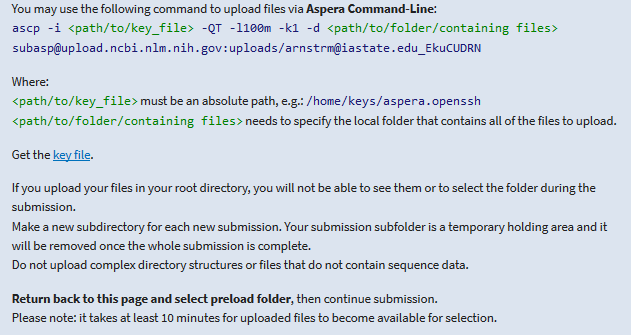 You may use the following command to upload files via Aspera Command-Line:
ascp -i <path/to/key_file> -QT -l100m -k1 -d <path/to/folder/containing files>
subasp@upload.ncbi.nlm.nih.gov:uploads/arnstrm@iastate.edu_EkuCUDRN
Where:
<path/to/key_file> must be an absolute path, e.g.: /home/keys/aspera.openssh
<path/to/folder/containing files> needs to specify the local folder that contains all of the files to upload.
Get the key file.
If you upload your files in your root directory, you will not be able to see them or to select the folder during the
submission.
Make a new subdirectory for each new submission. Your submission subfolder is a temporary holding area and it
will be removed once the whole submission is complete.
Do not upload complex directory structures or files that do not contain sequence data.
Return back to this page and select preload folder, then continue submission.
Please note: it takes at least 10 minutes for uploaded files to become available for selection.